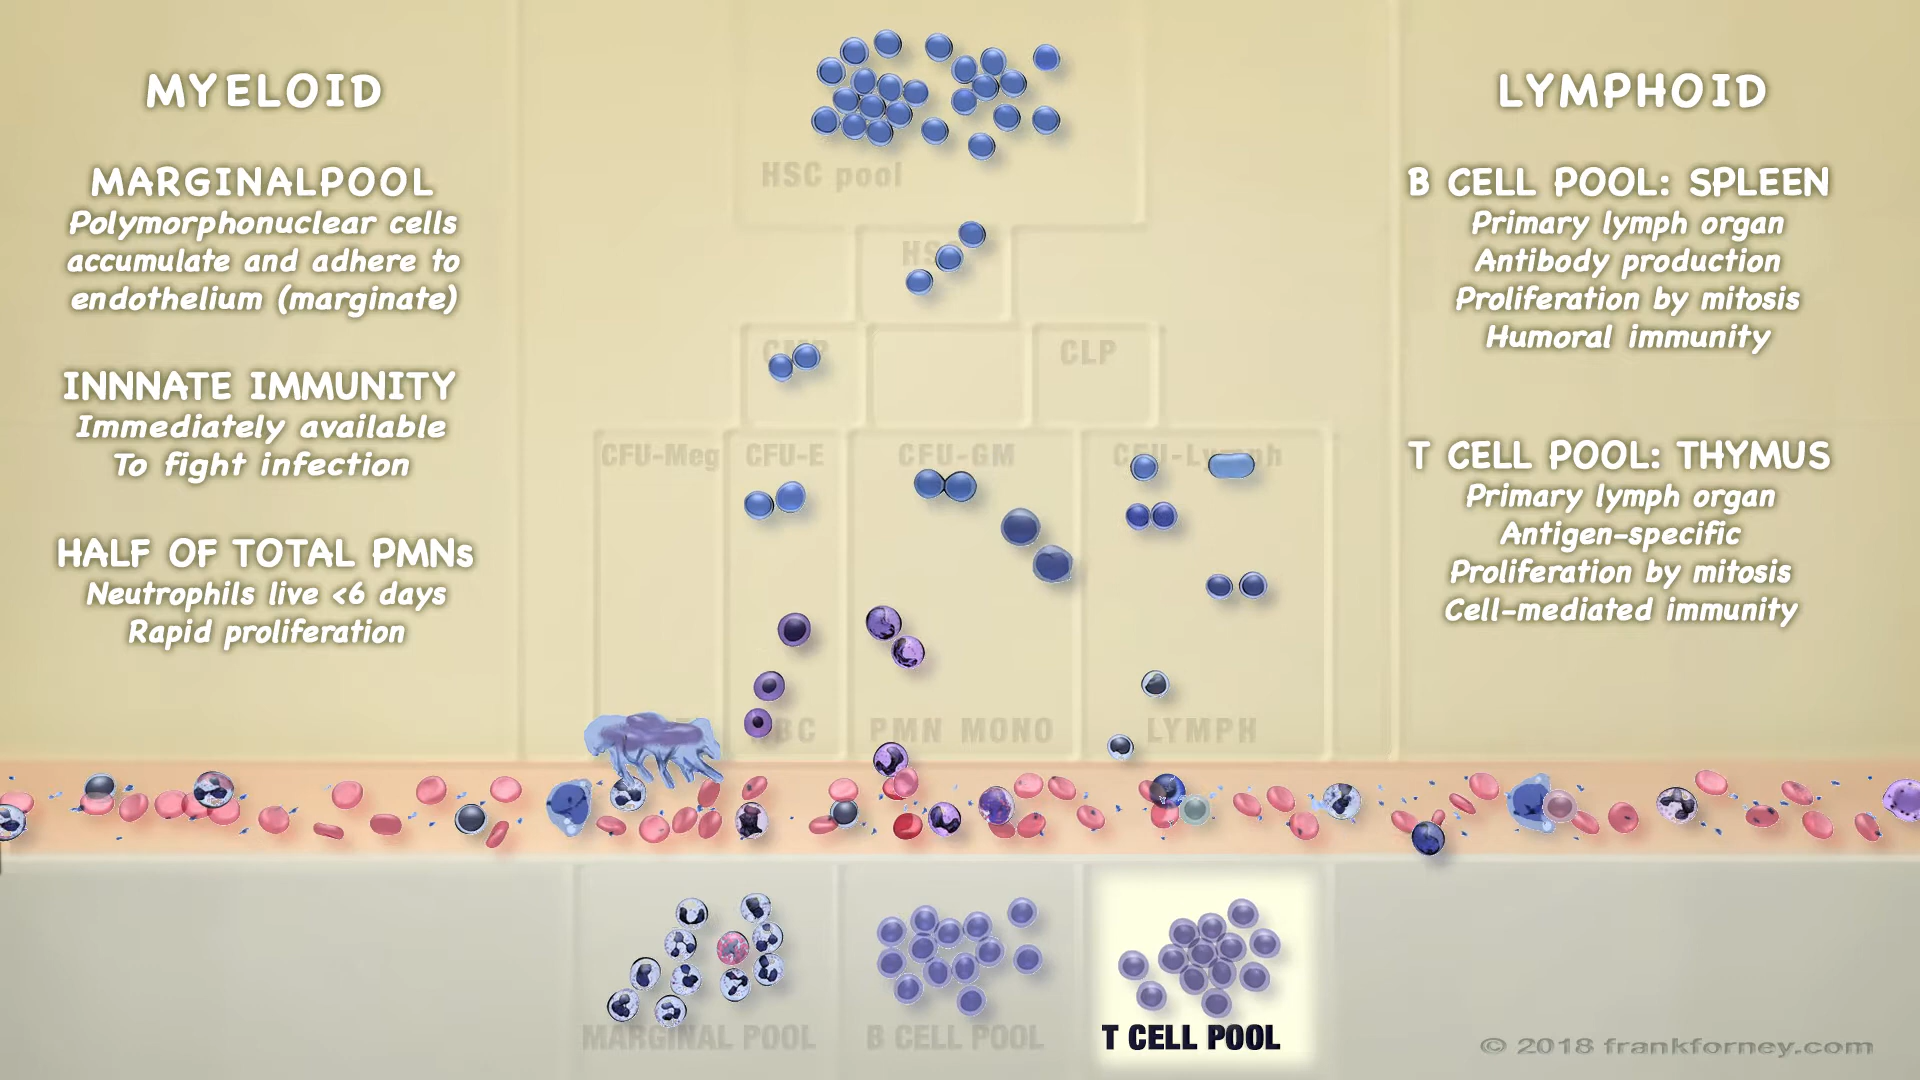 MYELOID
MARGINALPOOL
Polymorphonuclear cells
accumulate and adhere to
endothelium (marginate)
INNNATE IMMUNITY
Immediately available
To fight infection
HALF OF TOTAL PMNs
Neutrophils live <6 days
Rapid proliferation
HSC pool
CLP
CFU-Meg
CFU-E
CFU-GM
CFU-Lymph
PMN MONO
LYMPH
MARGINAL POOL
B CELL POOL
T CELL POOL
LYMPHOID
B CELL POOL: SPLEEN
Primary lymph organ
Antibody production
Proliferation by mitosis
Humoral immunity
T CELL POOL: THYMUS
Primary lymph organ
Antigen-specific
Proliferation by mitosis
Cell-mediated immunity
© 2018 frankforney.com